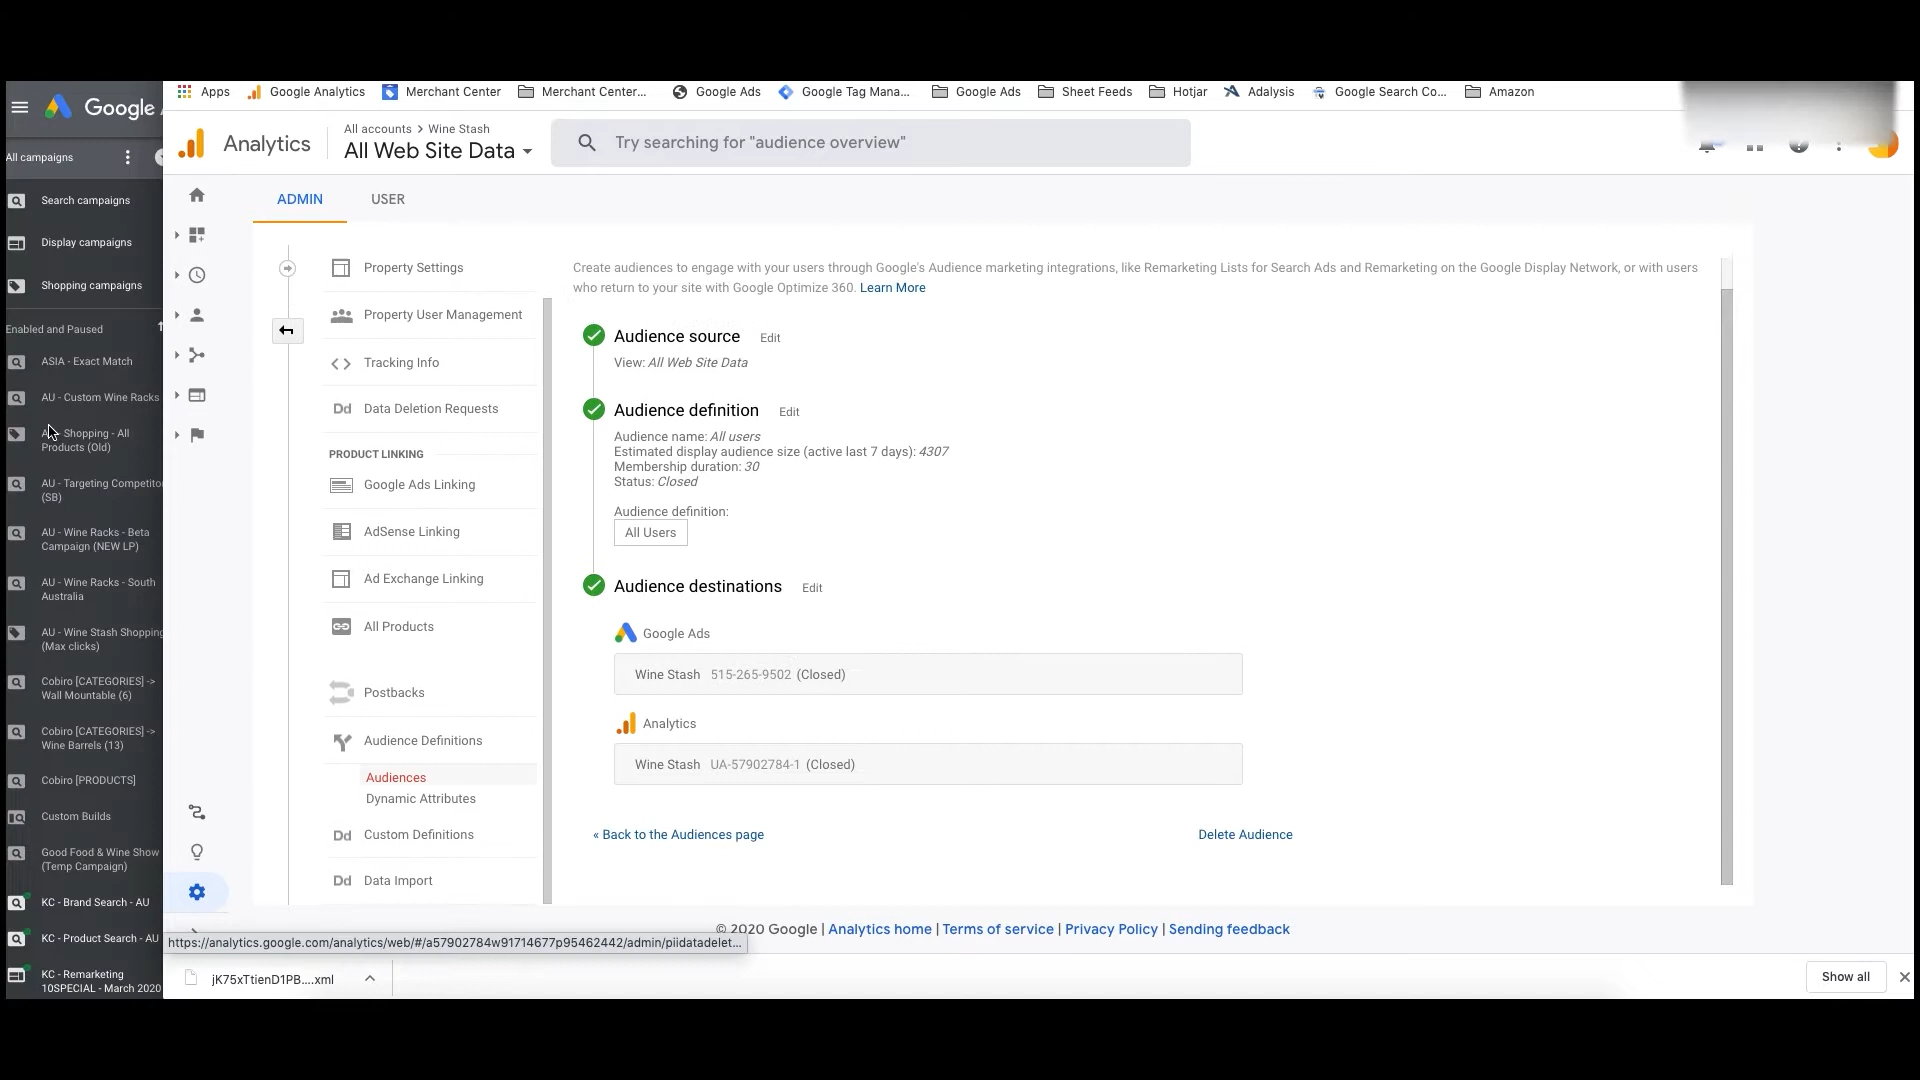 Google
All campaigns
Search campaigns
Display campaigns
Shopping campaigns
Enabled and Paused
ASIA - Exact Match
AU - Custom Wine Racks
- Shopping - All
Products (Old)
AU - Targeting Competito
(SB)
AU - Wine Racks - Beta
Campaign (NEW LP)
AU - Wine Racks - South
Australia
AU - Wine Stash Shopping
(Max clicks)
Cobiro [CATEGORIES] ->
Wall Mountable (6)
Cobiro [CATEGORIES] ->
Wine Barrels (13)
Cobiro [PRODUCTS]
Custom Builds
Good Food & Wine Show
(Temp Campaign)
KC - Brand Search - AU
KC - Product Search - AU
KC - Remarketing
10SPECIAL - March 2020
Apps
Google Analytics
Merchant Center
Merchant Center...
Google Ads
Google Tag Mana...
Google Ads
Sheet Feeds
Hotjar
Adalysis
Google Search Co...
Amazon
Analytics
All accounts > Wine Stash
All Web Site Data
Try searching for "audience overview"
ADMIN
USER
Property Settings
Property User Management
Tracking Info
Dd Data Deletion Requests
PRODUCT LINKING
Google Ads Linking
AdSense Linking
Ad Exchange Linking
All Products
Postbacks
Audience Definitions
Audiences
Dynamic Attributes
Dd Custom Definitions
Dd Data Import
Create audiences to engage with your users through Google's Audience marketing integrations, like Remarketing Lists for Search Ads and Remarketing on the Google Display Network, or with users
who return to your site with Google Optimize 360. Learn More
Audience source Edit
View: All Web Site Data
Audience definition Edit
Audience name: All users
Estimated display audience size (active last 7 days): 4307
Membership duration: 30
Status: Closed
Audience definition:
All Users
Audience destinations Edit
Google Ads
Wine Stash 515-265-9502 (Closed)
Analytics
Wine Stash UA-57902784-1 (Closed)
« Back to the Audiences page
Delete Audience
© 2020 Google | Analytics home | Terms of service | Privacy Policy | Sending feedback
https://analytics.google.com/analytics/web/#/a57902784w91714677p95462442/admin/piidatadelet...
jK75xTtienD1PB....xml
Show all